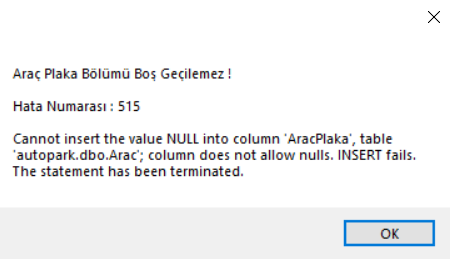 Araç Plaka Bölümü Boş Geçilemez !
Hata Numarası : 515
Cannot insert the value NULL into column 'AracPlaka', table
'autopark.dbo.Arac'; column does not allow nulls. INSERT fails.
The statement has been terminated.
OK